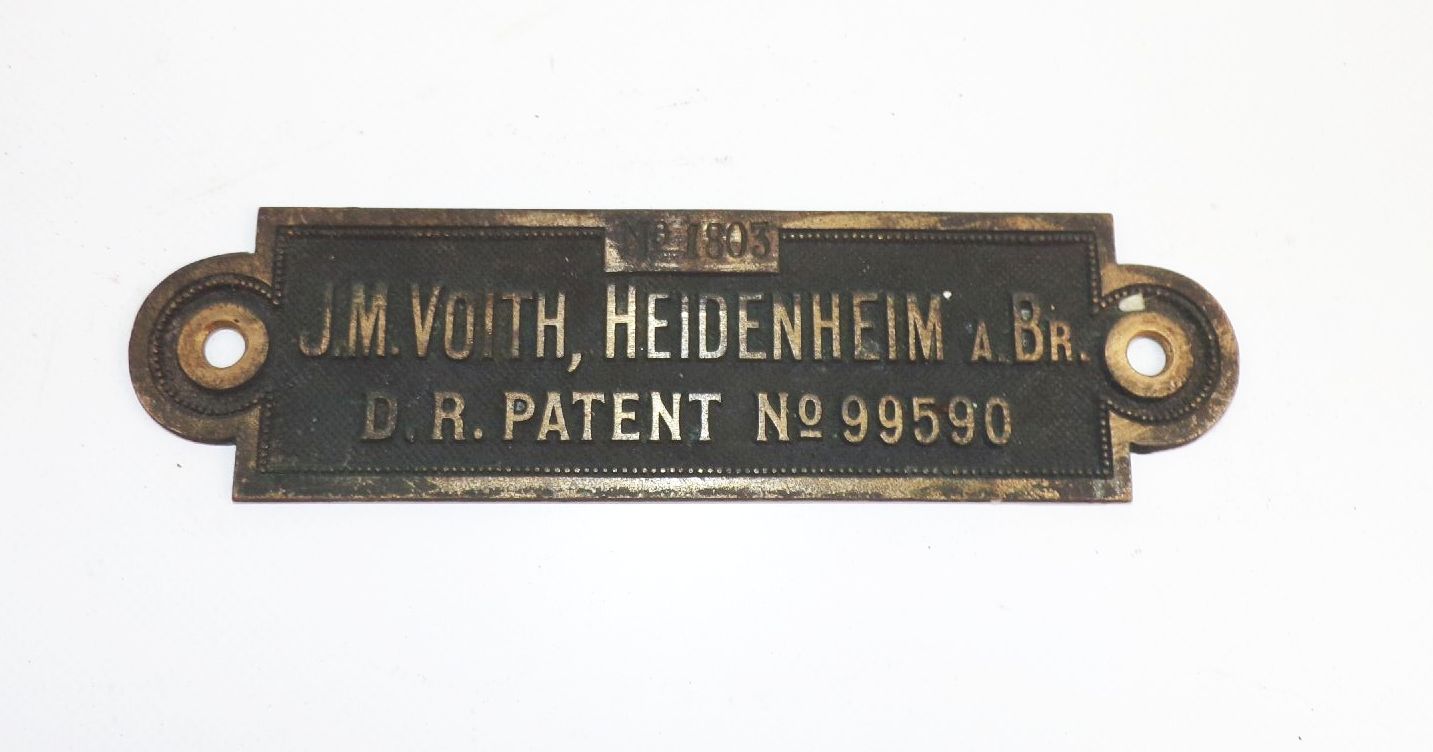 Nº 1803
J.M. VOITH, HEIDENHEIM A. BR.
D. R. PATENT Nº 99590